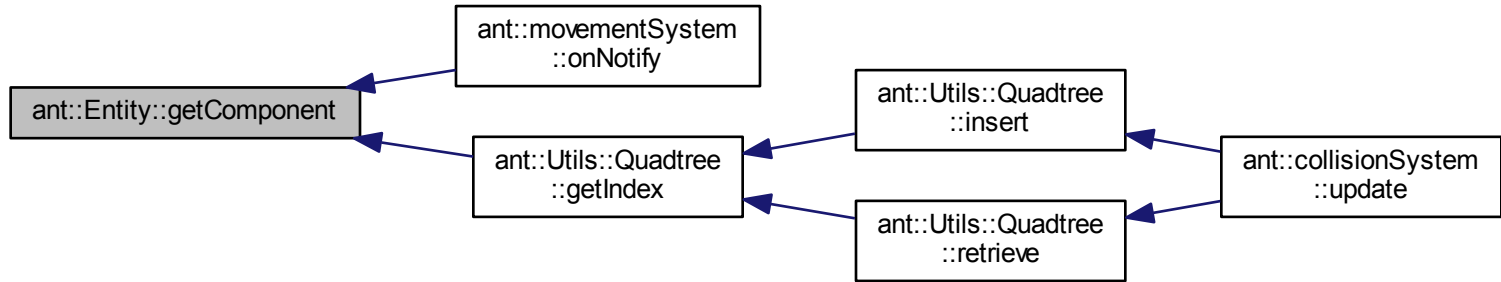 ant::Entity::getComponent
ant::movementSystem
::onNotify
ant::Utils::Quadtree
::getIndex
ant::Utils::Quadtree
::insert
ant::Utils::Quadtree
::retrieve
ant::collisionSystem
::update